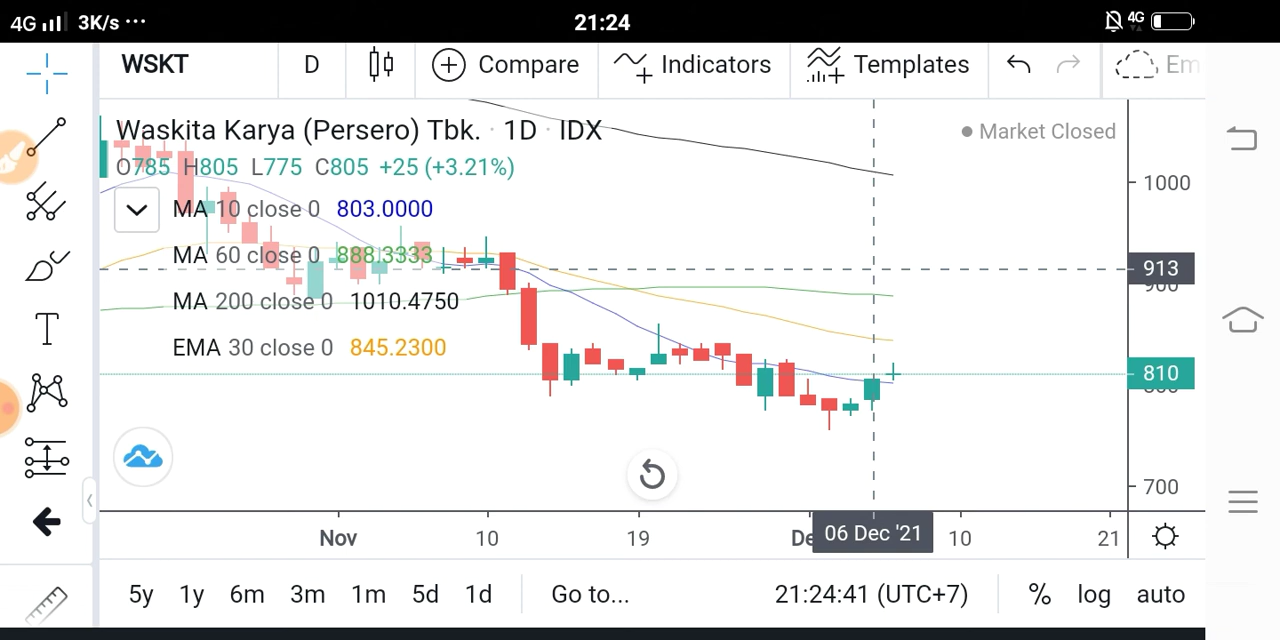 4G 3K/s ... 21:24 4G
WSKT D Compare Indicators Templates Em
Waskita Karya (Persero) Tbk. · 1D · IDX
Market Closed
O785 H805 L775 C805 +25 (+3.21%)
MA 10 close 0 803.0000
MA 60 close 0 888.3333
MA 200 close 0 1010.4750
EMA 30 close 0 845.2300
1000
913
900
810
800
700
T
Nov 10 19 De 06 Dec '21 10 21
5y 1y 6m 3m 1m 5d 1d Go to... 21:24:41 (UTC+7) % log auto